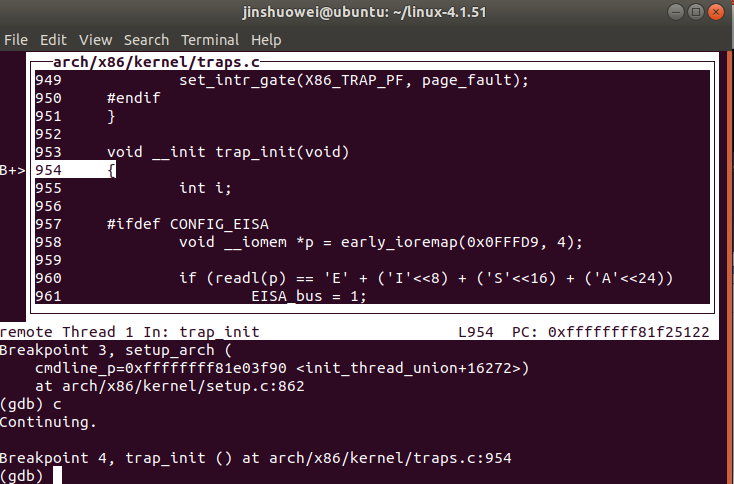 jinshuowei@ubuntu: ~/linux-4.1.51
File Edit View Search Terminal Help
arch/x86/kernel/traps.c
949 set_intr_gate(X86_TRAP_PF, page_fault);
950 #endif
951 }
952
953 void __init trap_init(void)
B+> 954 {
955 int i;
956
957 #ifdef CONFIG_EISA
958 void __iomem *p = early_ioremap(0x0FFFD9, 4);
959
960 if (readl(p) == 'E' + ('I'<<8) + ('S'<<16) + ('A'<<24))
961 EISA_bus = 1;
remote Thread 1 In: trap_init L954 PC: 0xffffffff81f25122
Breakpoint 3, setup_arch (
cmdline_p=0xffffffff81e03f90 <init_thread_union+16272>)
at arch/x86/kernel/setup.c:862
(gdb) c
Continuing.
Breakpoint 4, trap_init () at arch/x86/kernel/traps.c:954
(gdb)